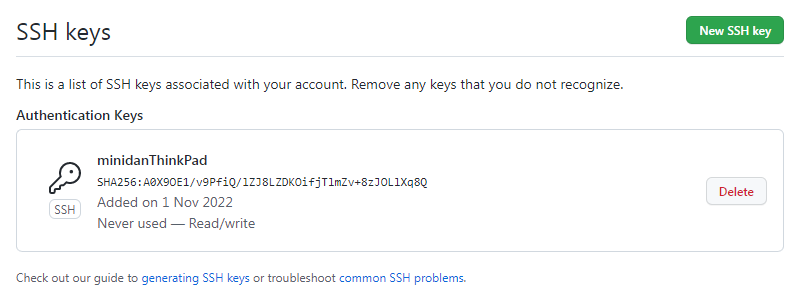 SSH keys
New SSH key
This is a list of SSH keys associated with your account. Remove any keys that you do not recognize.
Authentication Keys
minidanThinkPad
SHA256:A0X9OE1/v9PfiQ/1ZJ8LZDKOifjT1mZv+8zJOL1Xq8Q
SSH
Added on 1 Nov 2022
Never used — Read/write
Delete
Check out our guide to generating SSH keys or troubleshoot common SSH problems.